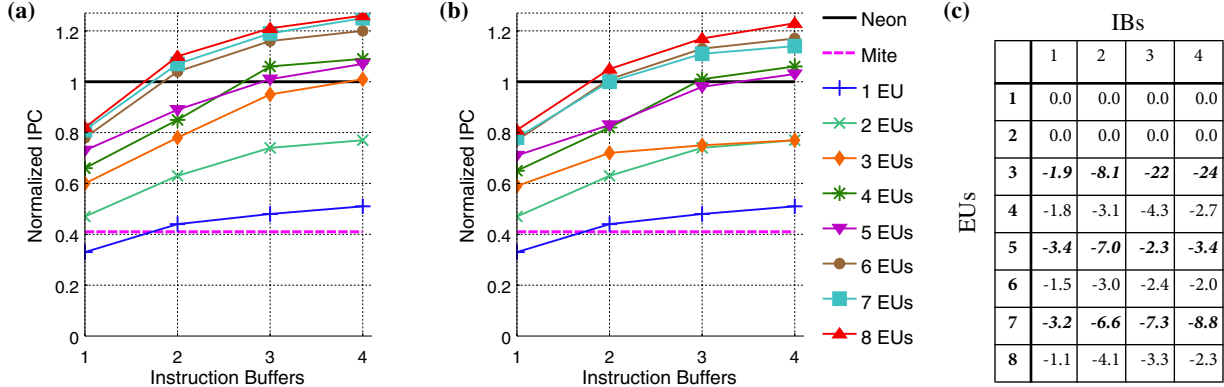 (a)
Normalized IPC
1.2
1
0.8
0.6
0.4
0.2
0
1 2 3 4
Instruction Buffers
(b)
Normalized IPC
1.2
1
0.8
0.6
0.4
0.2
0
1 2 3 4
Instruction Buffers
Neon
Mite
1 EU
2 EUs
3 EUs
4 EUs
5 EUs
6 EUs
7 EUs
8 EUs
(c)
IBs
EUs
1 2 3 4
1 0.0 0.0 0.0 0.0
2 0.0 0.0 0.0 0.0
3 -1.9 -8.1 -22 -24
4 -1.8 -3.1 -4.3 -2.7
5 -3.4 -7.0 -2.3 -3.4
6 -1.5 -3.0 -2.4 -2.0
7 -3.2 -6.6 -7.3 -8.8
8 -1.1 -4.1 -3.3 -2.3